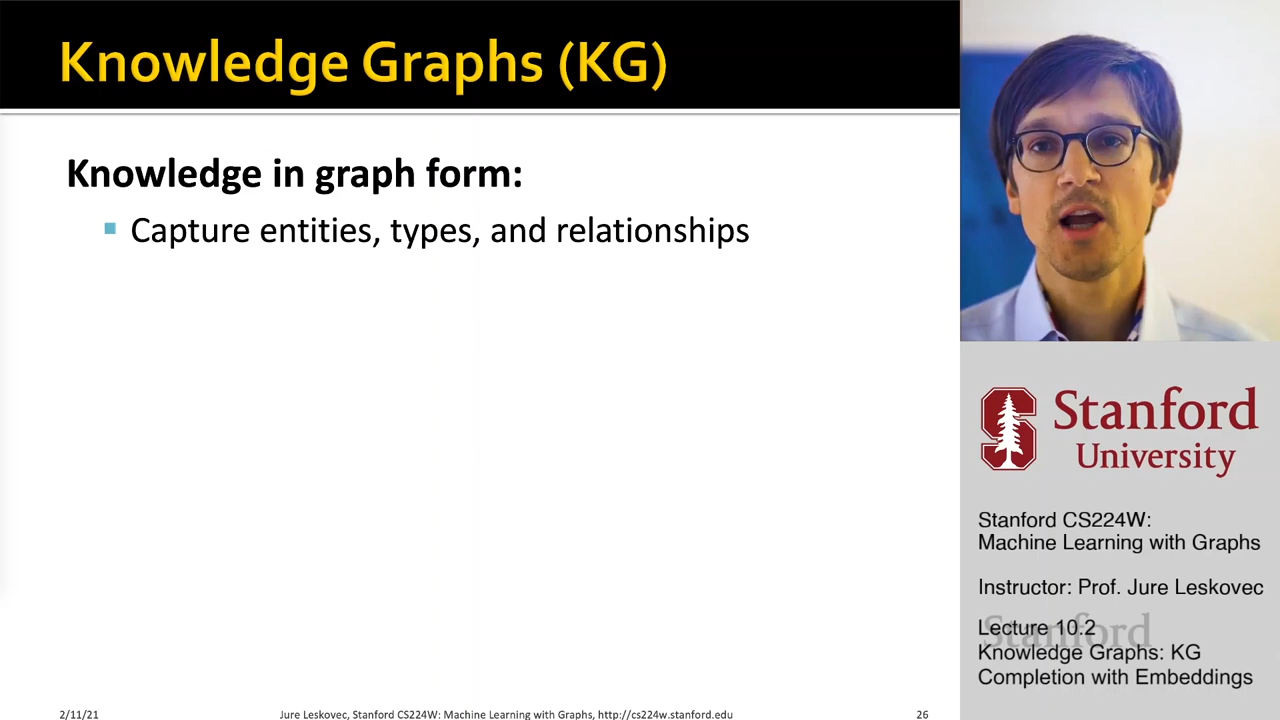 Knowledge Graphs (KG)
Knowledge in graph form:
Capture entities, types, and relationships
2/11/21
Jure Leskovec, Stanford CS224W: Machine Learning with Graphs, http://cs224w.stanford.edu
26
Stanford
University
Stanford CS224W:
Machine Learning with Graphs
Instructor: Prof. Jure Leskovec
Stanford
Lecture 10.2
Knowledge Graphs: KG
Completion with Embeddings